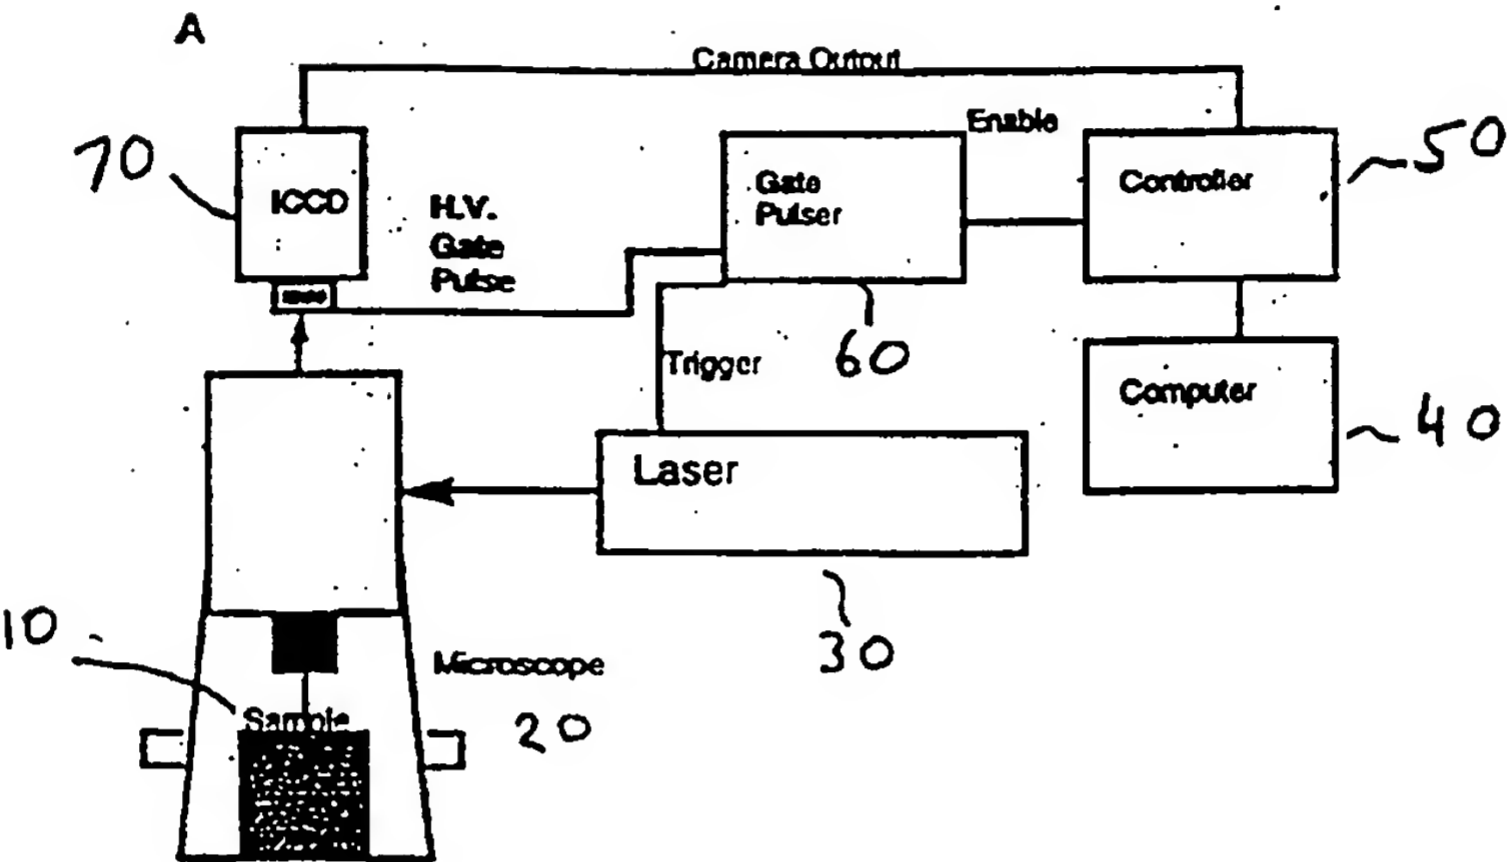 A
Camera Output
Enable
70
ICCD
H.V.
Gate
Pulse
Gate
Pulser
Controller
50
60
Trigger
Computer
40
Laser
30
10
Microscope
20
Sample